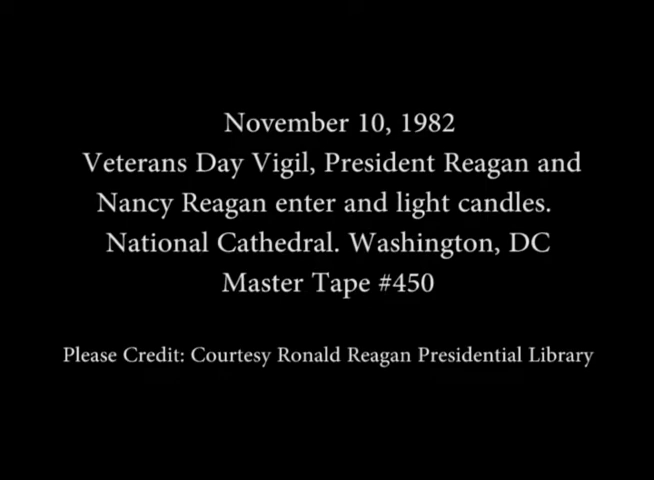 November 10, 1982
Veterans Day Vigil, President Reagan and
Nancy Reagan enter and light candles.
National Cathedral. Washington, DC
Master Tape #450
Please Credit: Courtesy Ronald Reagan Presidential Library